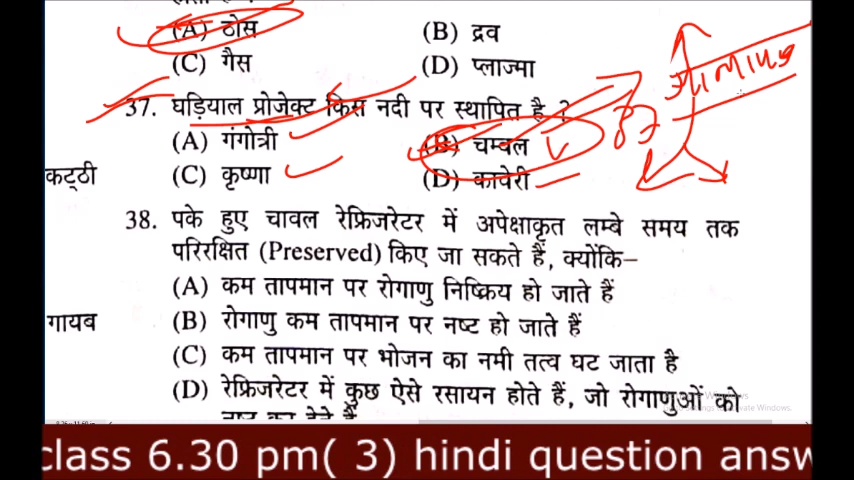 (A) ठोस (B) द्रव
(C) गैस (D) प्लाज्मा
37. घड़ियाल प्रोजेक्ट किस नदी पर स्थापित है ?
(A) गंगोत्री (B) चम्बल
(C) कृष्णा (D) कावेरी
कट्ठी
38. पके हुए चावल रेफ्रिजरेटर में अपेक्षाकृत लम्बे समय तक
परिरक्षित (Preserved) किए जा सकते हैं, क्योंकि–
(A) कम तापमान पर रोगाणु निष्क्रिय हो जाते हैं
गायब
(B) रोगाणु कम तापमान पर नष्ट हो जाते हैं
(C) कम तापमान पर भोजन का नमी तत्व घट जाता है
(D) रेफ्रिजरेटर में कुछ ऐसे रसायन होते हैं, जो रोगाणुओं को
class 6.30 pm( 3) hindi question answ